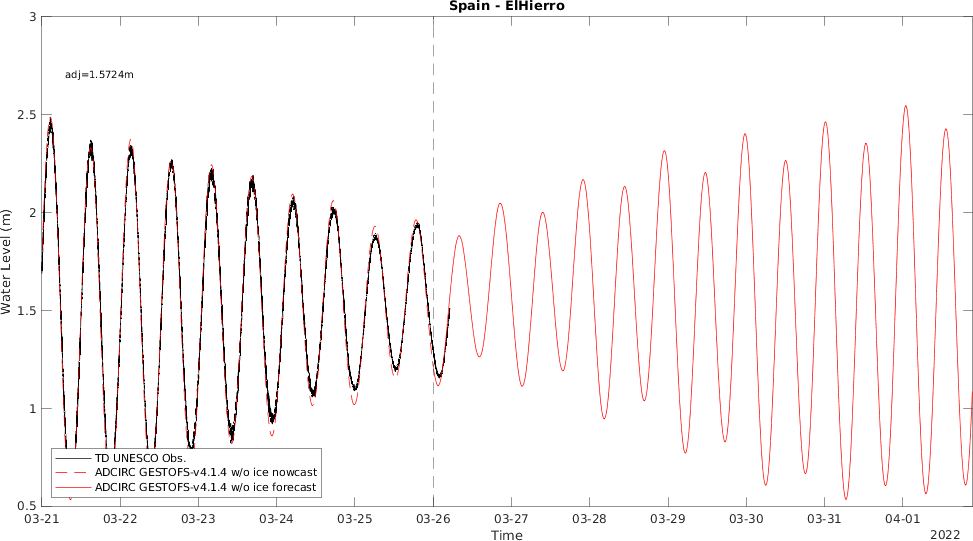 Spain - ElHierro
adj=1.5724m
3
2.5
2
1.5
1
0.5
Water Level (m)
TD UNESCO Obs.
ADCIRC GESTOFS-v4.1.4 w/o ice nowcast
ADCIRC GESTOFS-v4.1.4 w/o ice forecast
03-21 03-22 03-23 03-24 03-25 03-26 03-27 03-28 03-29 03-30 03-31 04-01
Time
2022